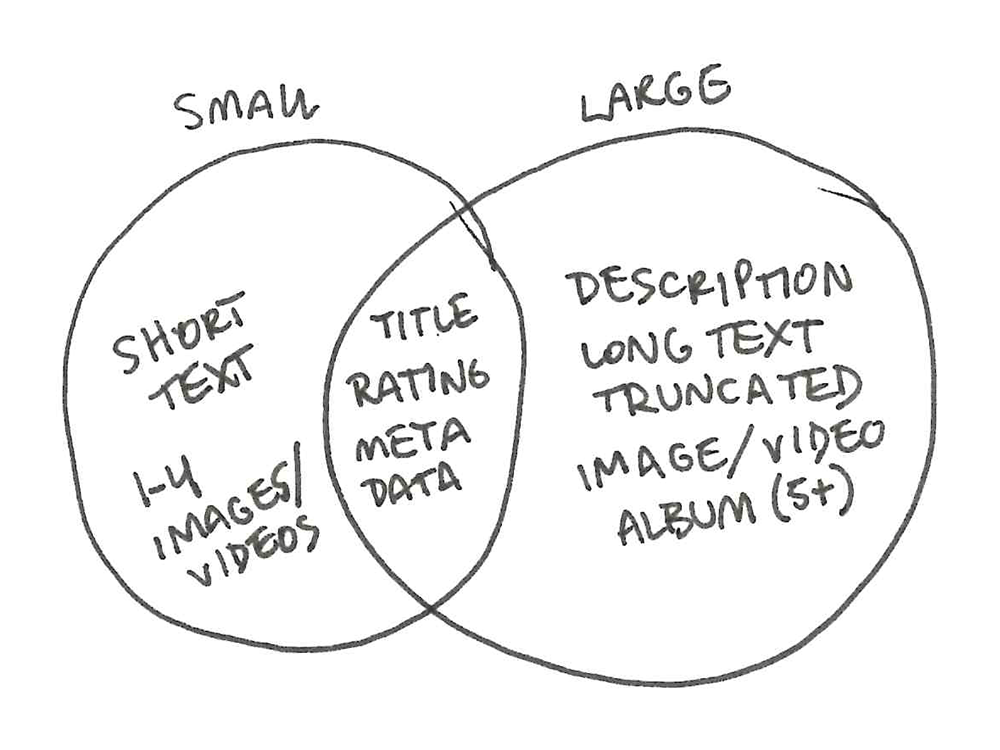 SMALL
LARGE
SHORT
TEXT
1-4
IMAGES/
VIDEOS
TITLE
RATING
META
DATA
DESCRIPTION
LONG TEXT
TRUNCATED
IMAGE/VIDEO
ALBUM (5+)